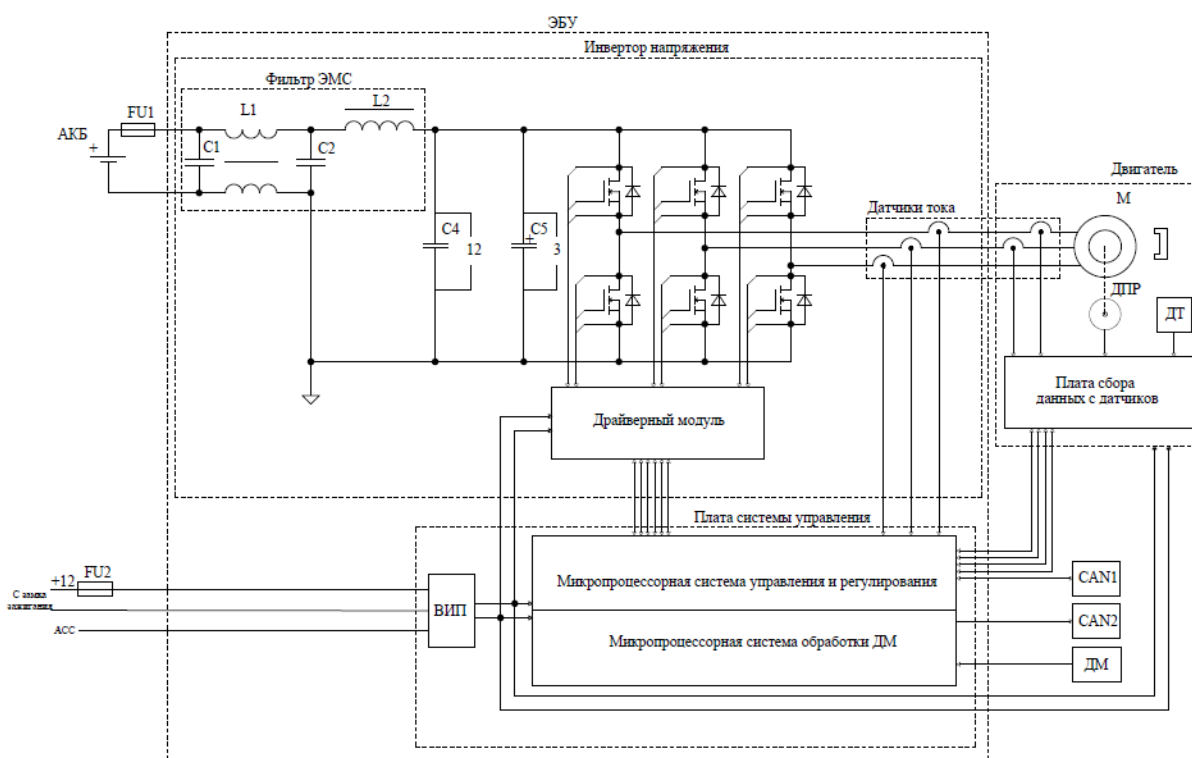 ЭБУ
Инвертор напряжения
Фильтр ЭМС
FU1
L1
L2
АКБ
+
C1
C2
C4
12
C5
+
3
Двигатель
М
Датчики тока
ДПР
ДТ
Плата сбора
данных с датчиков
Драйверный модуль
Плата системы управления
+12
FU2
С замка
зажигания
АСС
ВИП
Микропроцессорная система управления и регулирования
Микропроцессорная система обработки ДМ
CAN1
CAN2
ДМ